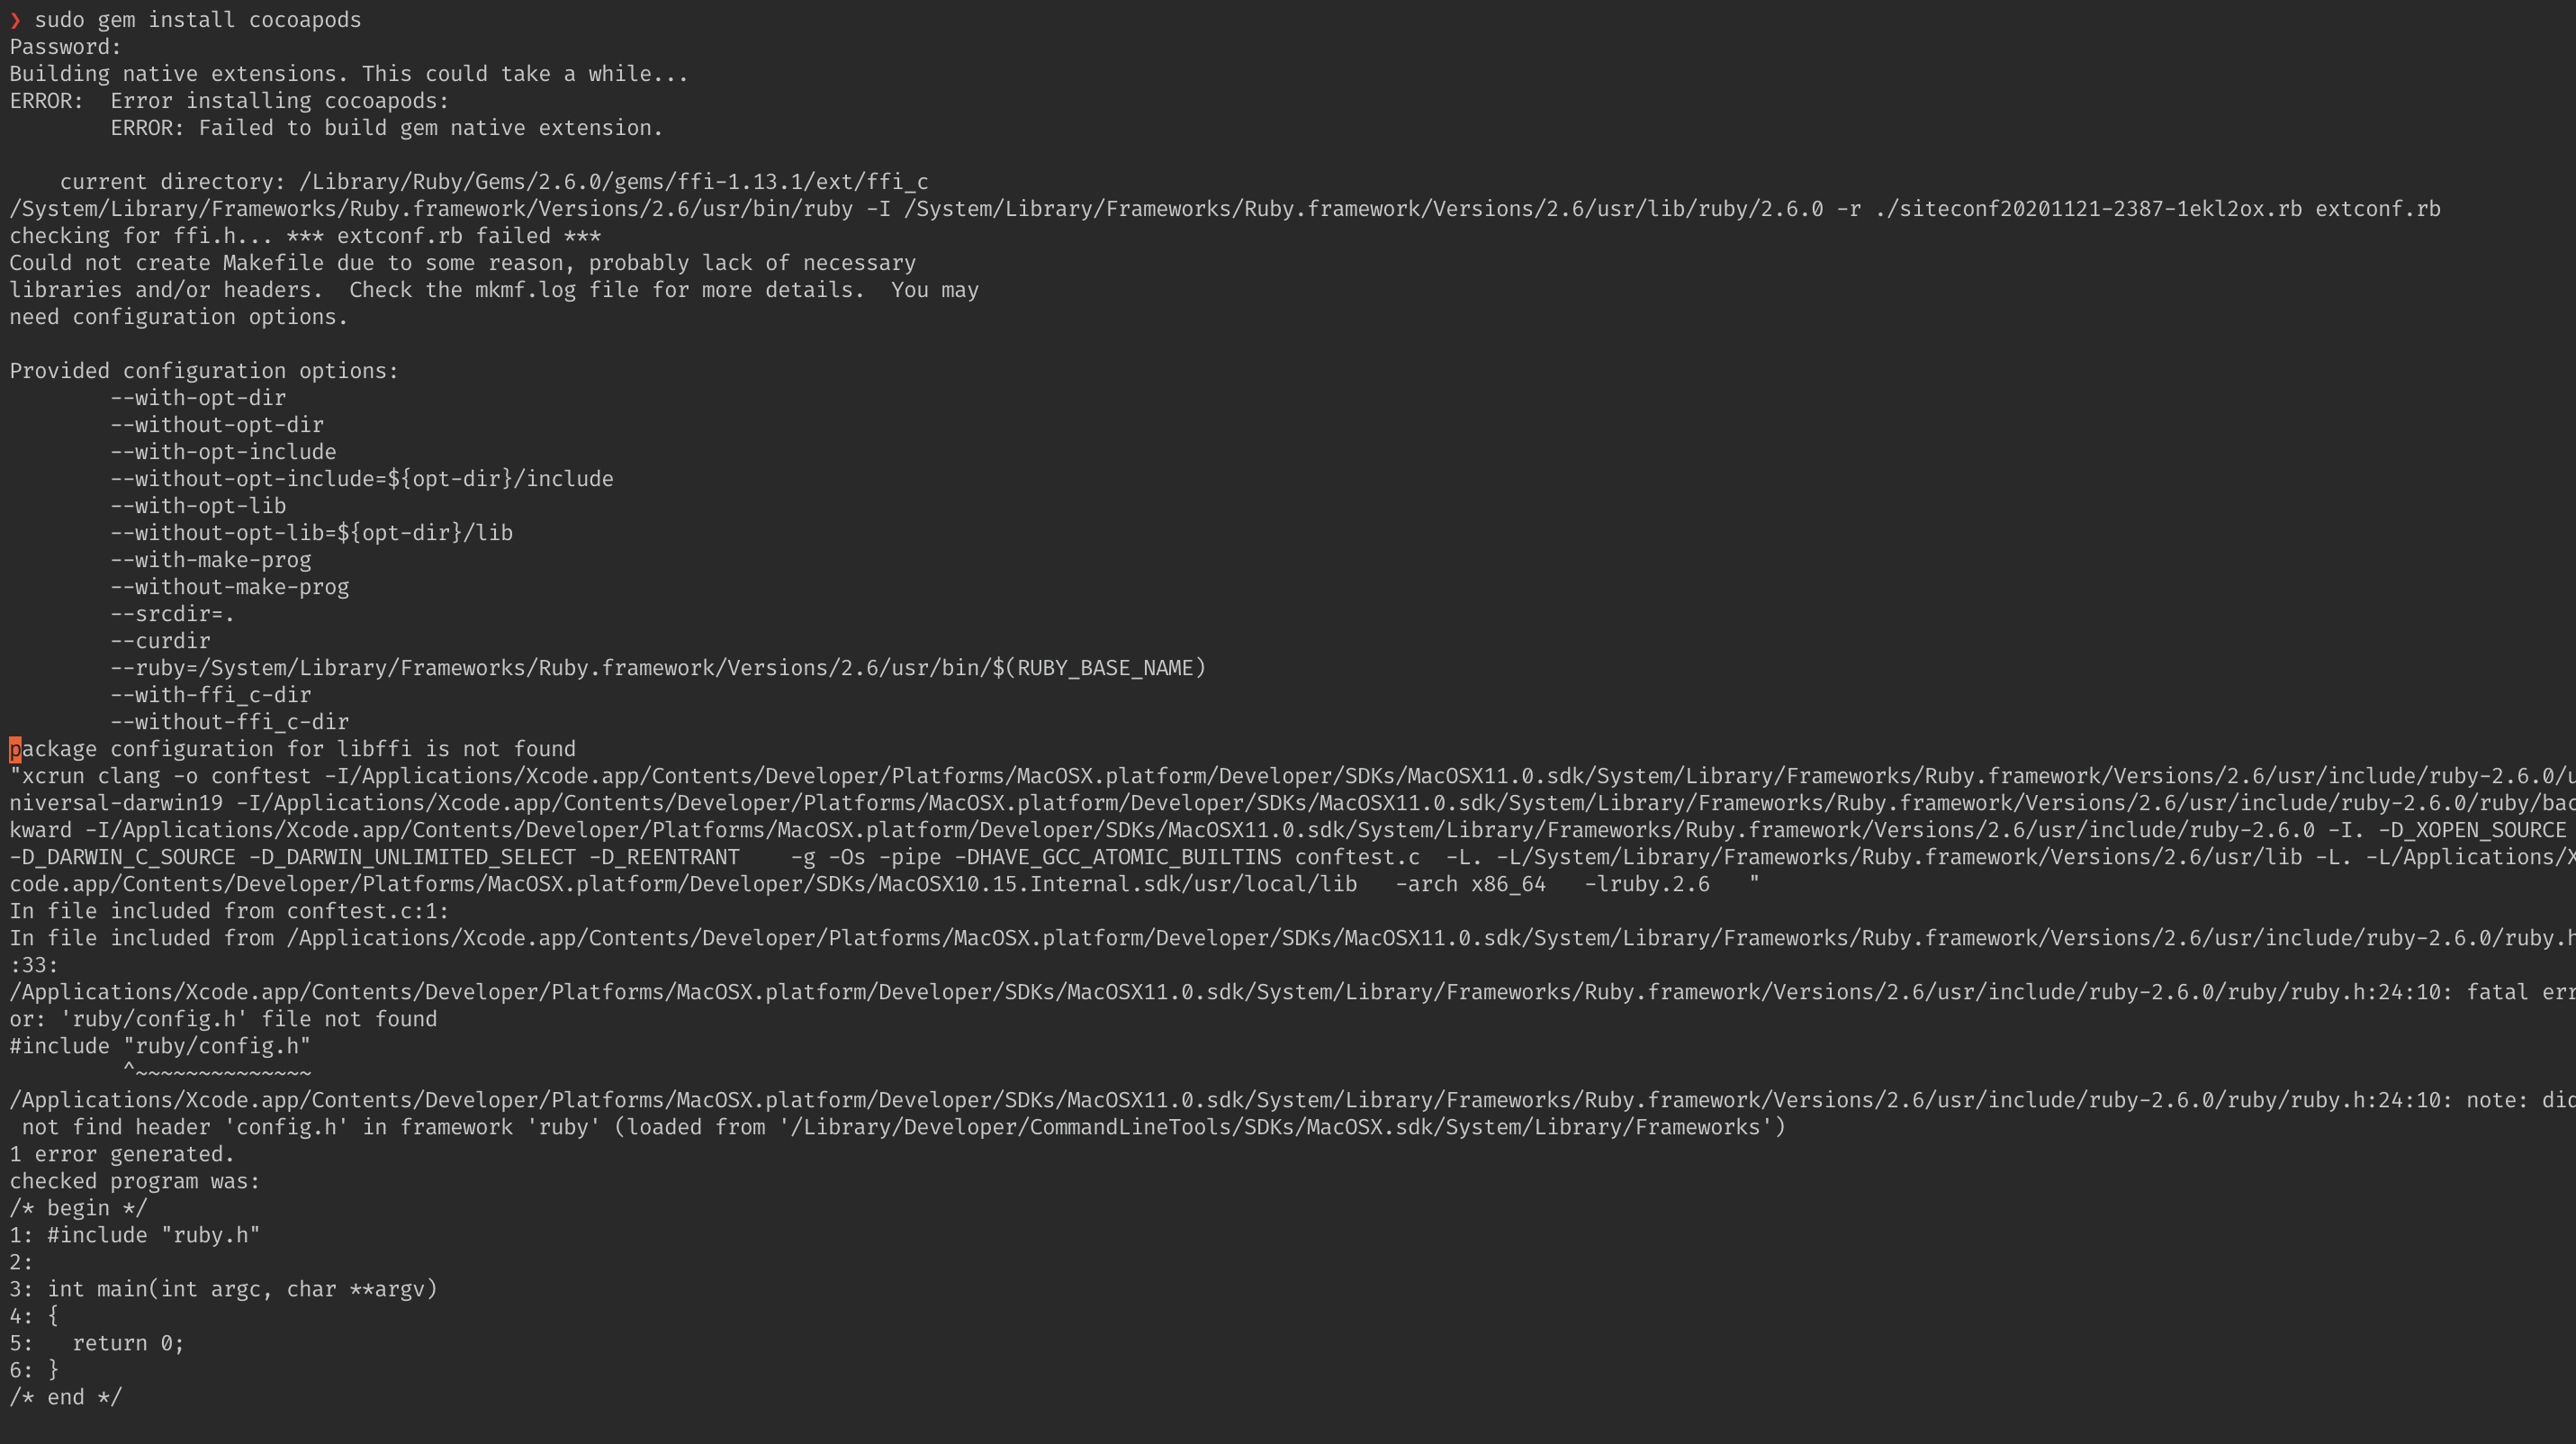 ❯ sudo gem install cocoapods
Password:
Building native extensions. This could take a while...
ERROR:  Error installing cocoapods:
        ERROR: Failed to build gem native extension.

    current directory: /Library/Ruby/Gems/2.6.0/gems/ffi-1.13.1/ext/ffi_c
/System/Library/Frameworks/Ruby.framework/Versions/2.6/usr/bin/ruby -I /System/Library/Frameworks/Ruby.framework/Versions/2.6/usr/lib/ruby/2.6.0 -r ./siteconf20201121-2387-1ekl2ox.rb extconf.rb
checking for ffi.h... *** extconf.rb failed ***
Could not create Makefile due to some reason, probably lack of necessary
libraries and/or headers.  Check the mkmf.log file for more details.  You may
need configuration options.

Provided configuration options:
        --with-opt-dir
        --without-opt-dir
        --with-opt-include
        --without-opt-include=${opt-dir}/include
        --with-opt-lib
        --without-opt-lib=${opt-dir}/lib
        --with-make-prog
        --without-make-prog
        --srcdir=.
        --curdir
        --ruby=/System/Library/Frameworks/Ruby.framework/Versions/2.6/usr/bin/$(RUBY_BASE_NAME)
        --with-ffi_c-dir
        --without-ffi_c-dir
package configuration for libffi is not found
"xcrun clang -o conftest -I/Applications/Xcode.app/Contents/Developer/Platforms/MacOSX.platform/Developer/SDKs/MacOSX11.0.sdk/System/Library/Frameworks/Ruby.framework/Versions/2.6/usr/include/ruby-2.6.0/u
niversal-darwin19 -I/Applications/Xcode.app/Contents/Developer/Platforms/MacOSX.platform/Developer/SDKs/MacOSX11.0.sdk/System/Library/Frameworks/Ruby.framework/Versions/2.6/usr/include/ruby-2.6.0/ruby/bac
kward -I/Applications/Xcode.app/Contents/Developer/Platforms/MacOSX.platform/Developer/SDKs/MacOSX11.0.sdk/System/Library/Frameworks/Ruby.framework/Versions/2.6/usr/include/ruby-2.6.0 -I. -D_XOPEN_SOURCE
-D_DARWIN_C_SOURCE -D_DARWIN_UNLIMITED_SELECT -D_REENTRANT    -g -Os -pipe -DHAVE_GCC_ATOMIC_BUILTINS conftest.c  -L. -L/System/Library/Frameworks/Ruby.framework/Versions/2.6/usr/lib -L. -L/Applications/X
code.app/Contents/Developer/Platforms/MacOSX.platform/Developer/SDKs/MacOSX10.15.Internal.sdk/usr/local/lib   -arch x86_64   -lruby.2.6   "
In file included from conftest.c:1:
In file included from /Applications/Xcode.app/Contents/Developer/Platforms/MacOSX.platform/Developer/SDKs/MacOSX11.0.sdk/System/Library/Frameworks/Ruby.framework/Versions/2.6/usr/include/ruby-2.6.0/ruby.h
:33:
/Applications/Xcode.app/Contents/Developer/Platforms/MacOSX.platform/Developer/SDKs/MacOSX11.0.sdk/System/Library/Frameworks/Ruby.framework/Versions/2.6/usr/include/ruby-2.6.0/ruby/ruby.h:24:10: fatal err
or: 'ruby/config.h' file not found
#include "ruby/config.h"
         ^~~~~~~~~~~~~~~
/Applications/Xcode.app/Contents/Developer/Platforms/MacOSX.platform/Developer/SDKs/MacOSX11.0.sdk/System/Library/Frameworks/Ruby.framework/Versions/2.6/usr/include/ruby-2.6.0/ruby/ruby.h:24:10: note: did
 not find header 'config.h' in framework 'ruby' (loaded from '/Library/Developer/CommandLineTools/SDKs/MacOSX.sdk/System/Library/Frameworks')
1 error generated.
checked program was:
/* begin */
1: #include "ruby.h"
2:
3: int main(int argc, char **argv)
4: {
5:   return 0;
6: }
/* end */